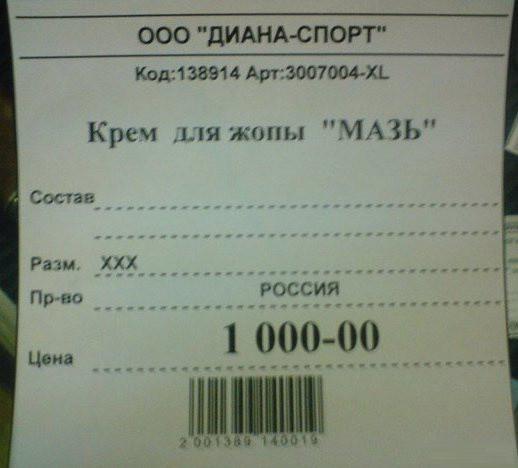 ООО "ДИАНА-СПОРТ"
Код:138914 Арт:3007004-XL
Крем для жопы "МАЗЬ"
Состав
Разм. XXX
Пр-во РОССИЯ
Цена 1 000-00
2 001389 140019